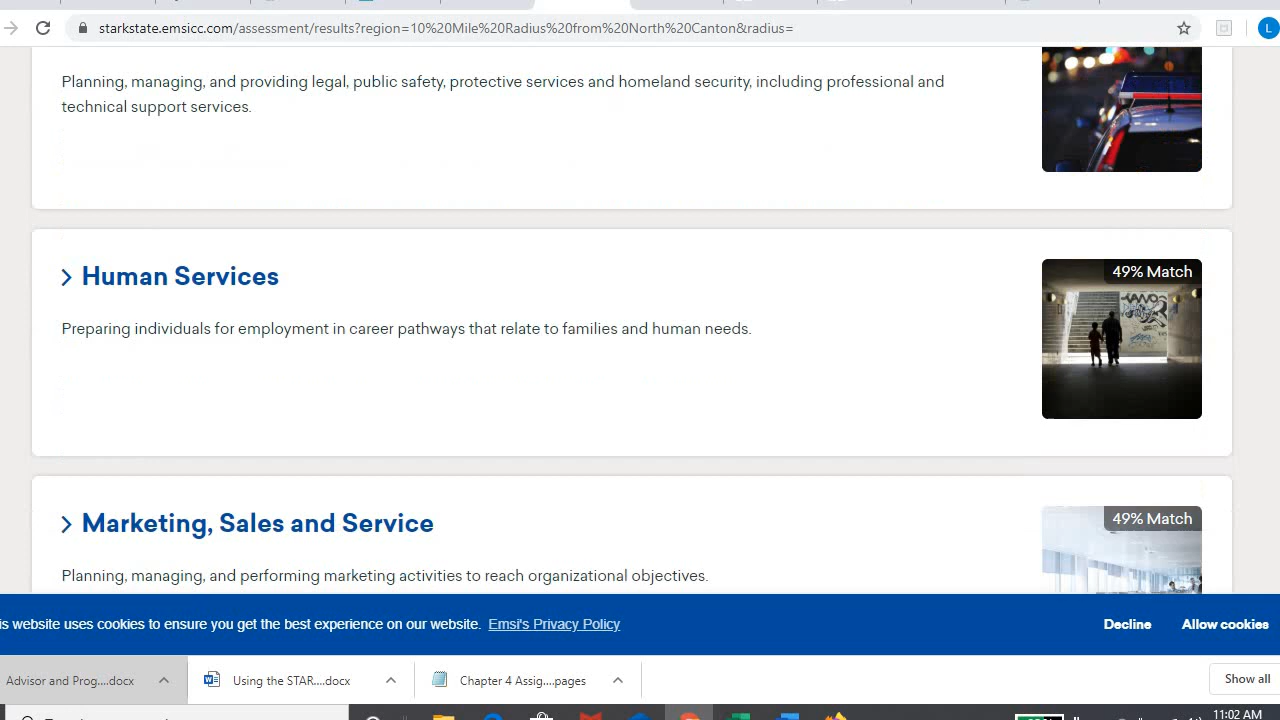 starkstate.emsicc.com/assessment/results?region=10%20Mile%20Radius%20from%20North%20Canton&radius=
L
Planning, managing, and providing legal, public safety, protective services and homeland security, including professional and
technical support services.
Human Services
49% Match
Preparing individuals for employment in career pathways that relate to families and human needs.
Marketing, Sales and Service
49% Match
Planning, managing, and performing marketing activities to reach organizational objectives.
is website uses cookies to ensure you get the best experience on our website. Emsi's Privacy Policy
Decline
Allow cookies
Advisor and Prog....docx
Using the STAR....docx
Chapter 4 Assig....pages
Show all
11:02 AM